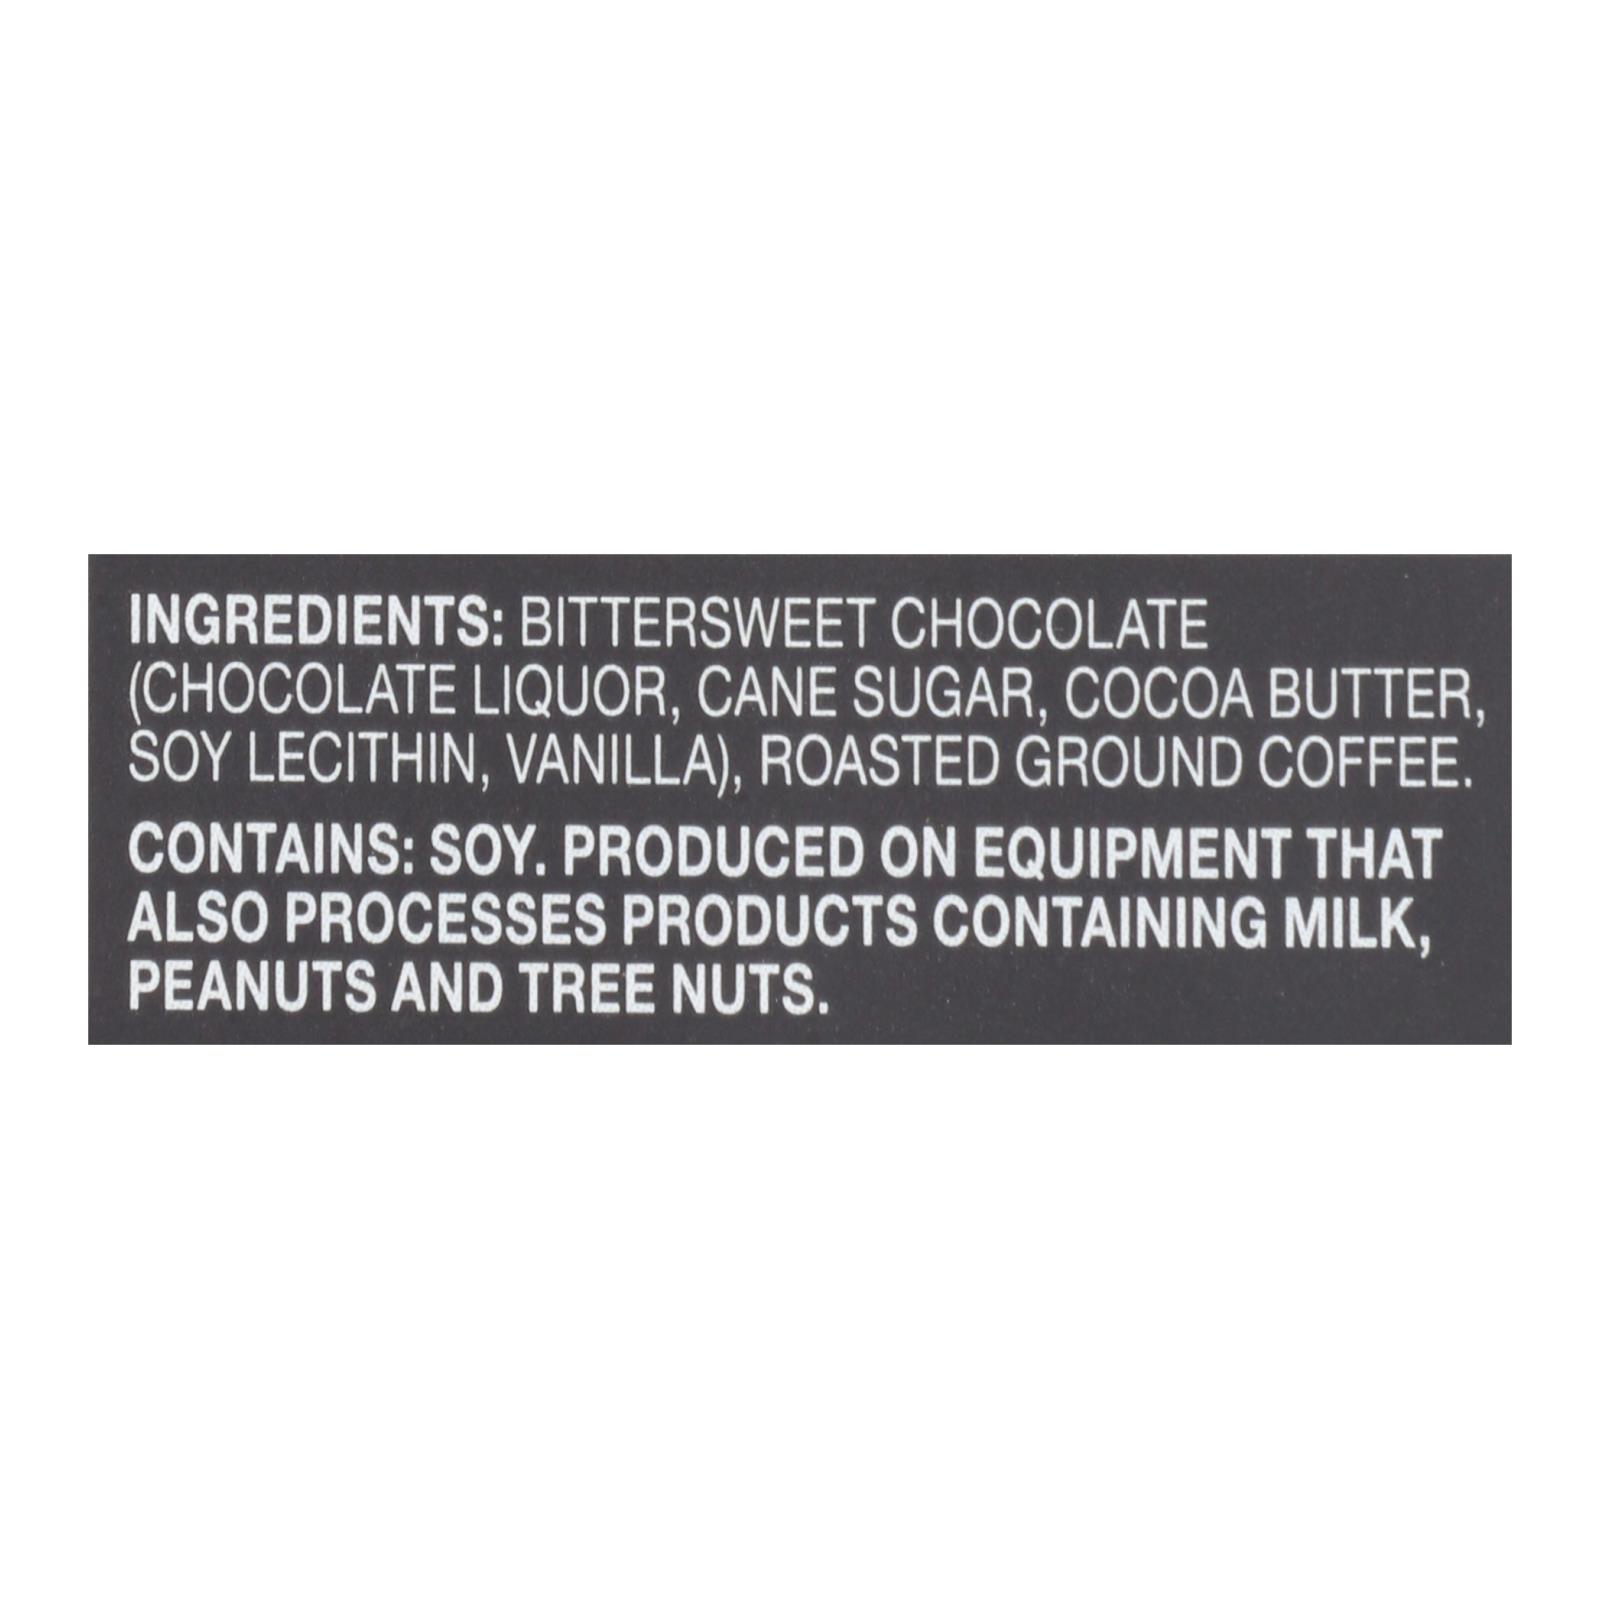 INGREDIENTS: BITTERSWEET CHOCOLATE
(CHOCOLATE LIQUOR, CANE SUGAR, COCOA BUTTER,
SOY LECITHIN, VANILLA), ROASTED GROUND COFFEE.
CONTAINS: SOY. PRODUCED ON EQUIPMENT THAT
ALSO PROCESSES PRODUCTS CONTAINING MILK,
PEANUTS AND TREE NUTS.